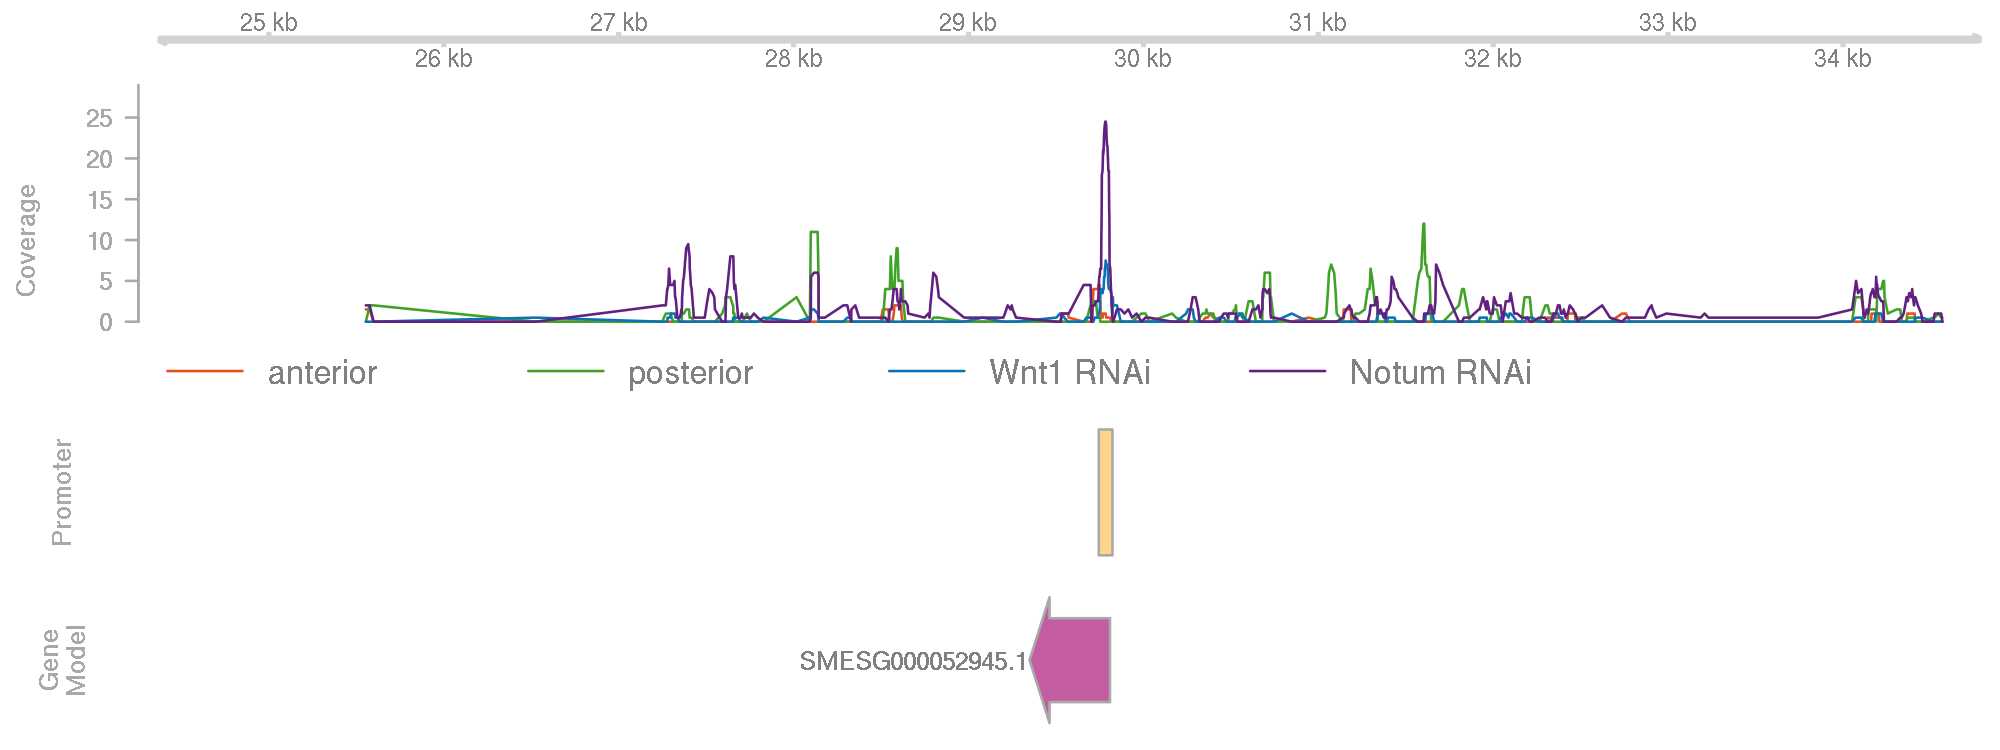 25 kb 27 kb 29 kb 31 kb 33 kb
26 kb 28 kb 30 kb 32 kb 34 kb
Coverage
25
20
15
10
5
0
anterior posterior Wnt1 RNAi Notum RNAi
Promoter
Gene
Model
SMESG000052945.1